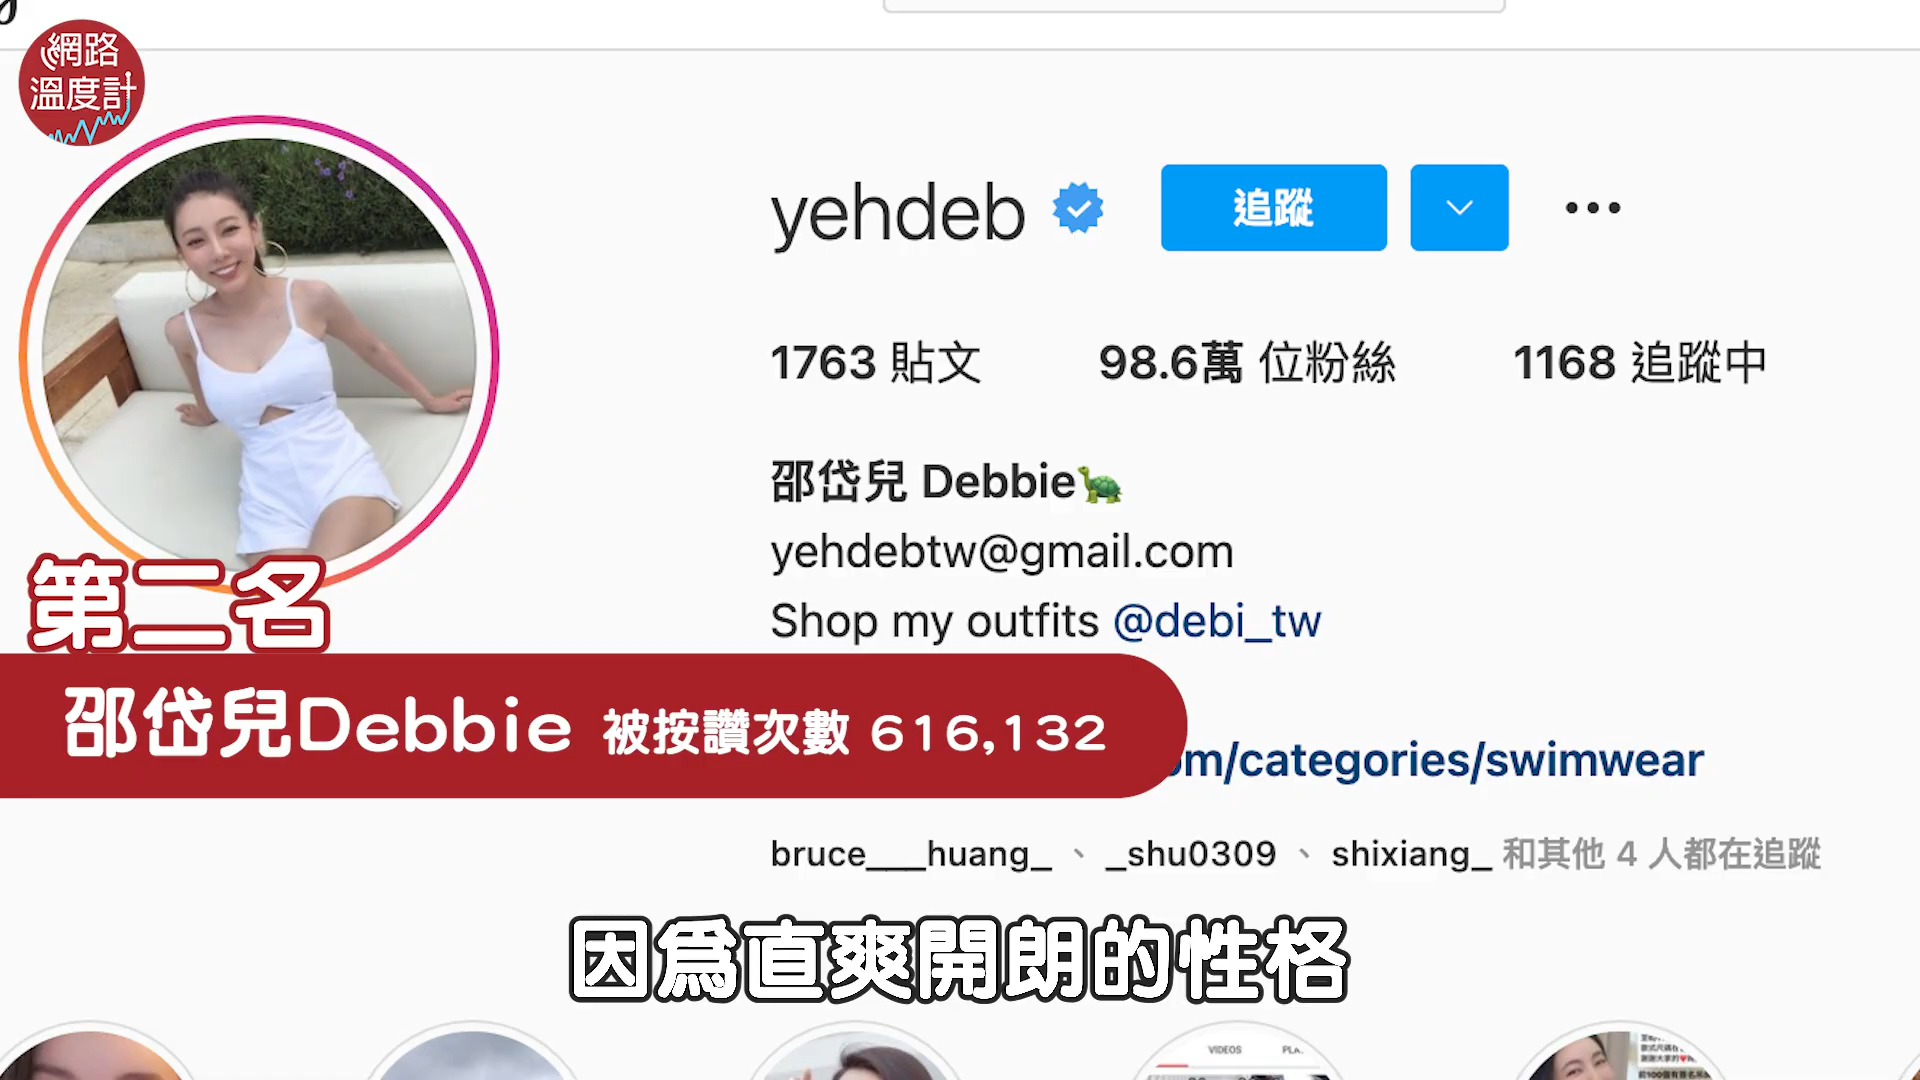 網路
溫度計
yehdeb
追蹤
1763 貼文
98.6萬 位粉絲
1168 追蹤中
邵岱兒 Debbie🐢
yehdebtw@gmail.com
Shop my outfits @debi_tw
第二名
邵岱兒Debbie 被按讚次數 616,132
om/categories/swimwear
bruce___huang_、_shu0309、shixiang_ 和其他 4 人都在追蹤
因為直爽開朗的性格
VIDEOS